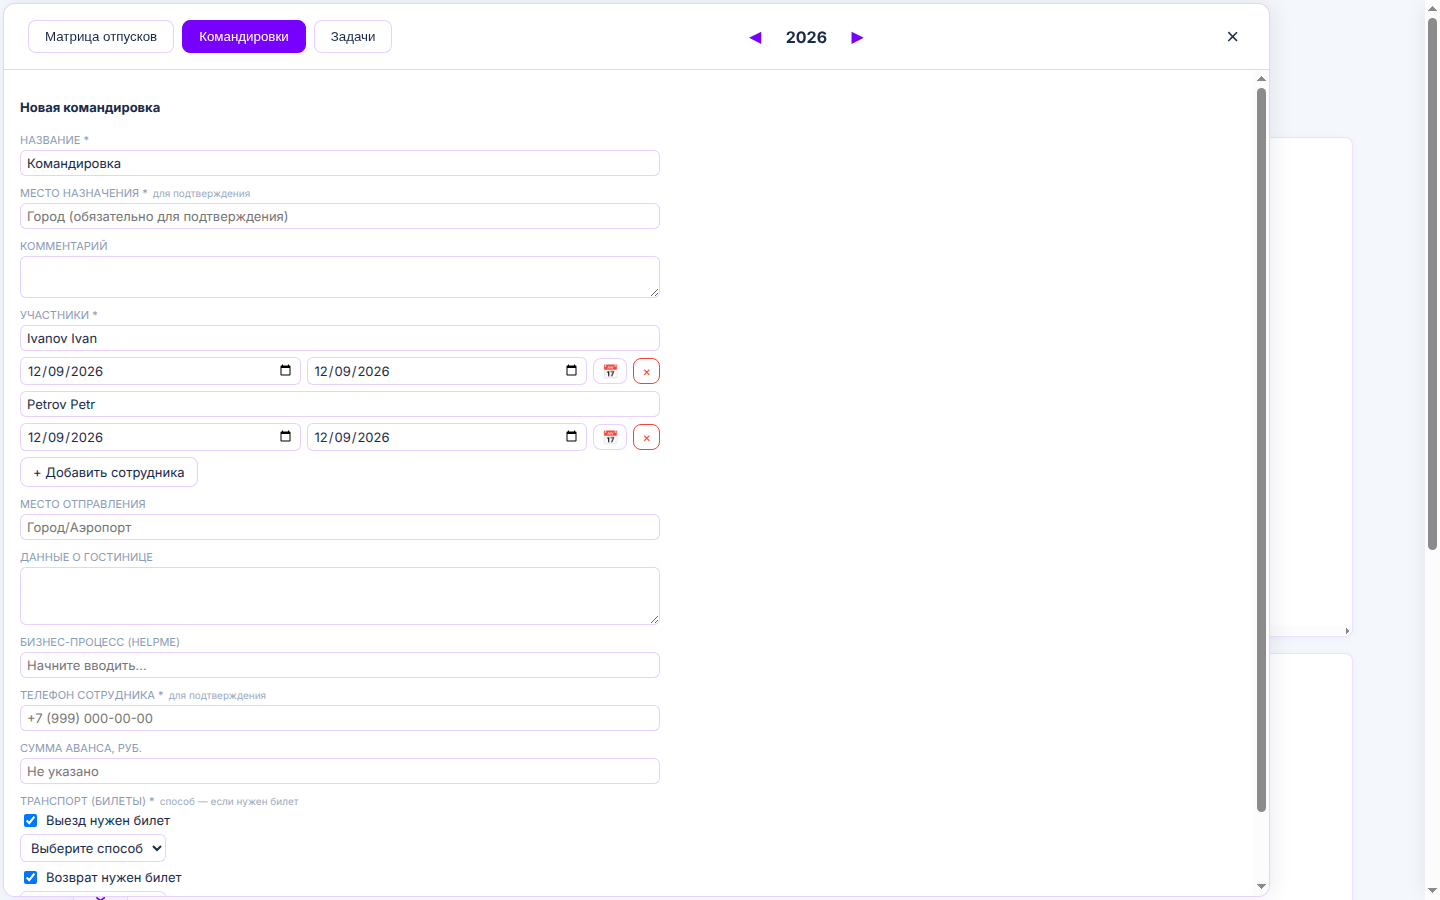 Матрица отпусков Командировки Задачи ◀ 2026 ▶ ×
Новая командировка
НАЗВАНИЕ *
Командировка
МЕСТО НАЗНАЧЕНИЯ * для подтверждения
Город (обязательно для подтверждения)
КОММЕНТАРИЙ
УЧАСТНИКИ *
Ivanov Ivan
12/09/2026 12/09/2026 ×
Petrov Petr
12/09/2026 12/09/2026 ×
+ Добавить сотрудника
МЕСТО ОТПРАВЛЕНИЯ
Город/Аэропорт
ДАННЫЕ О ГОСТИНИЦЕ
БИЗНЕС-ПРОЦЕСС (HELPME)
Начните вводить...
ТЕЛЕФОН СОТРУДНИКА * для подтверждения
+7 (999) 000-00-00
СУММА АВАНСА, РУБ.
Не указано
ТРАНСПОРТ (БИЛЕТЫ) * способ — если нужен билет
Выезд нужен билет
Выберите способ
Возврат нужен билет